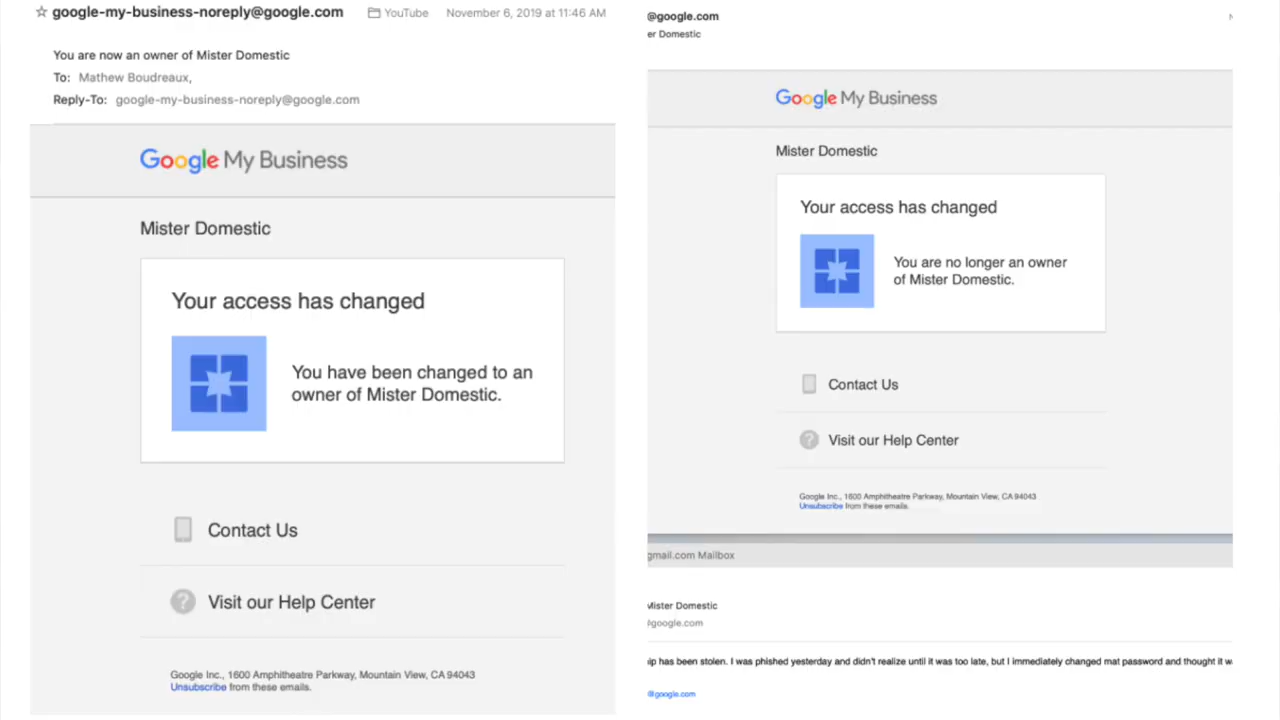 google-my-business-noreply@google.com YouTube November 6, 2019 at 11:46 AM
You are now an owner of Mister Domestic
To: Mathew Boudreaux,
Reply-To: google-my-business-noreply@google.com
Google My Business
Mister Domestic
Your access has changed
You have been changed to an
owner of Mister Domestic.
Contact Us
? Visit our Help Center
Google Inc., 1600 Amphitheatre Parkway, Mountain View, CA 94043
Unsubscribe from these emails.
@google.com
er Domestic
Google My Business
Mister Domestic
Your access has changed
You are no longer an owner
of Mister Domestic.
Contact Us
? Visit our Help Center
Google Inc., 1600 Amphitheatre Parkway, Mountain View, CA 94043
Unsubscribe from these emails.
gmail.com Mailbox
Mister Domestic
@google.com
ip has been stolen. I was phished yesterday and didn't realize until it was too late, but I immediately changed mat password and thought it
@google.com